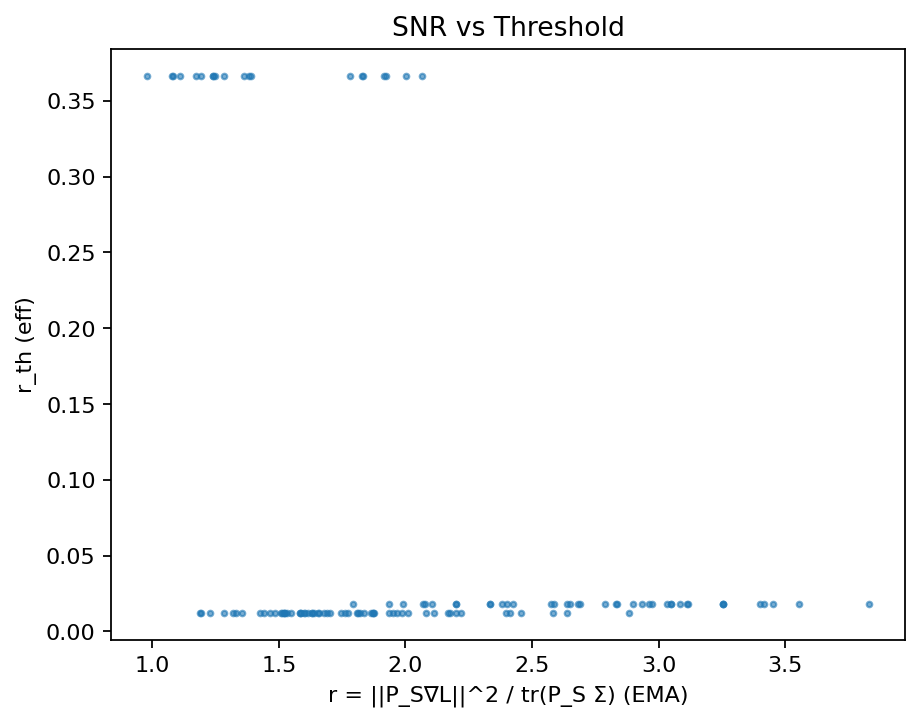 SNR vs Threshold
r_th (eff)
0.35
0.30
0.25
0.20
0.15
0.10
0.05
0.00
1.0 1.5 2.0 2.5 3.0 3.5
r = ||P_S∇L||^2 / tr(P_S Σ) (EMA)